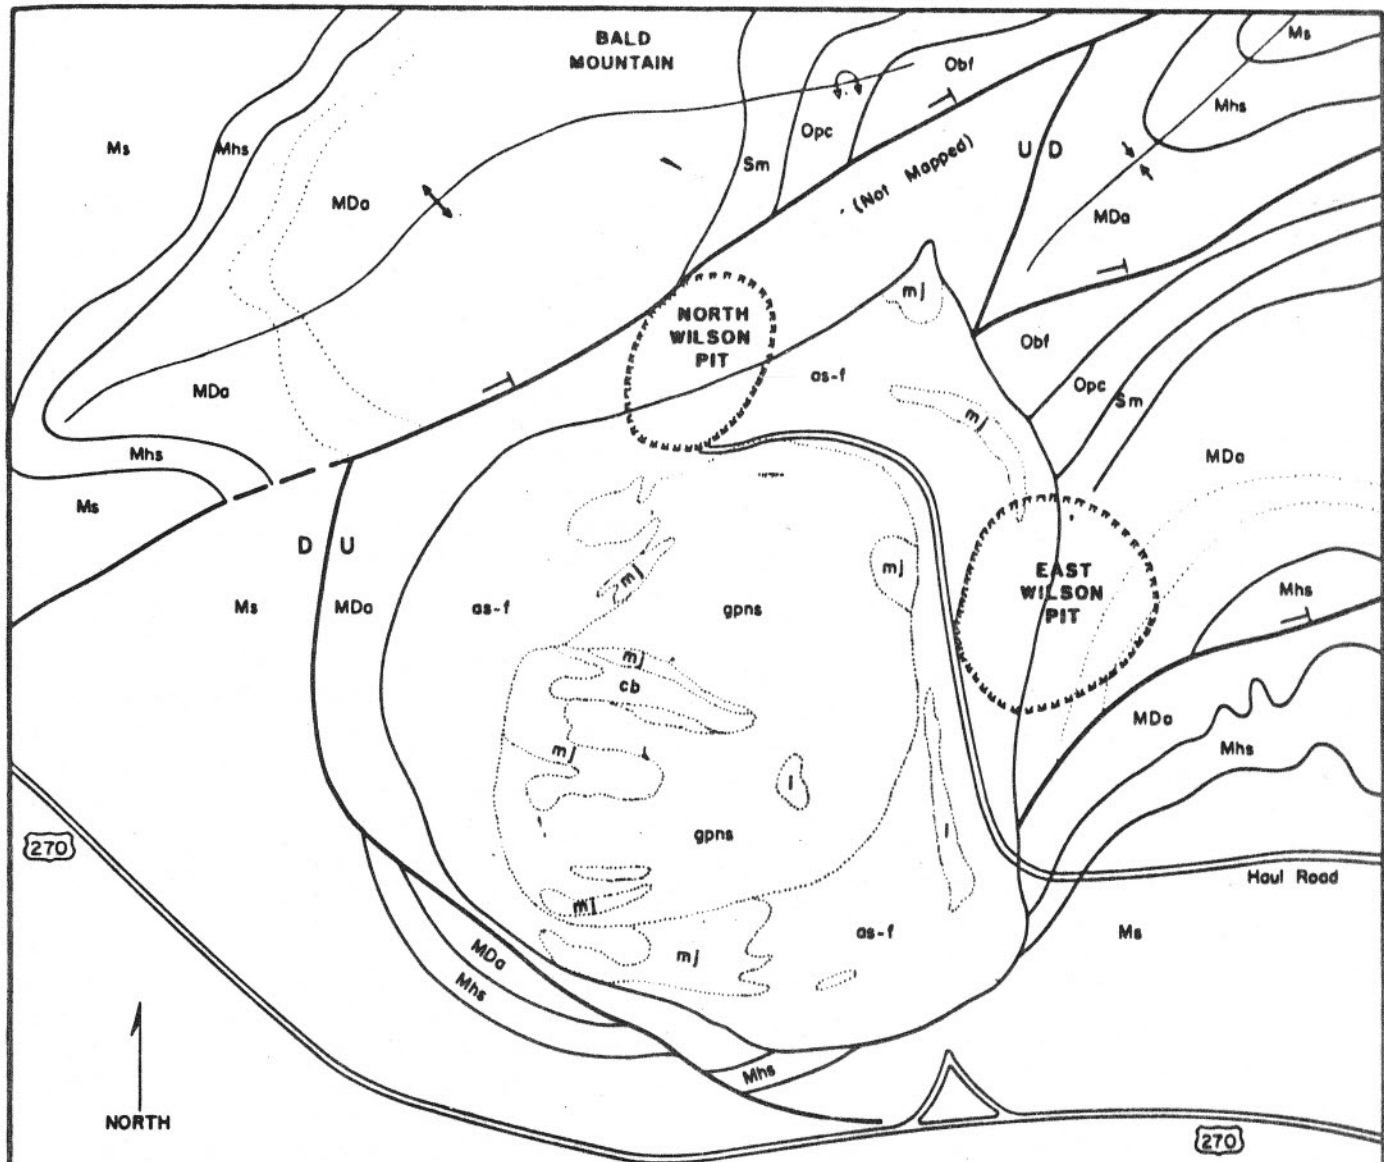 BALD
MOUNTAIN
Ms
Obf
Mhs
Ms
Mhs
Opc
U D
Sm
(Not Mapped)
MDa
MDa
mj
NORTH
WILSON
PIT
Obf
MDa
as-f
Opc
Sm
mj
Mhs
MDa
Ms
D U
EAST
WILSON
PIT
mj
mj
Mhs
Ms
MDa
as-f
gpns
mj
cb
MDa
mj
Mhs
l
l
gpns
270
Haul Road
mj
as-f
Ms
MDa
mj
Mhs
Mhs
NORTH
270